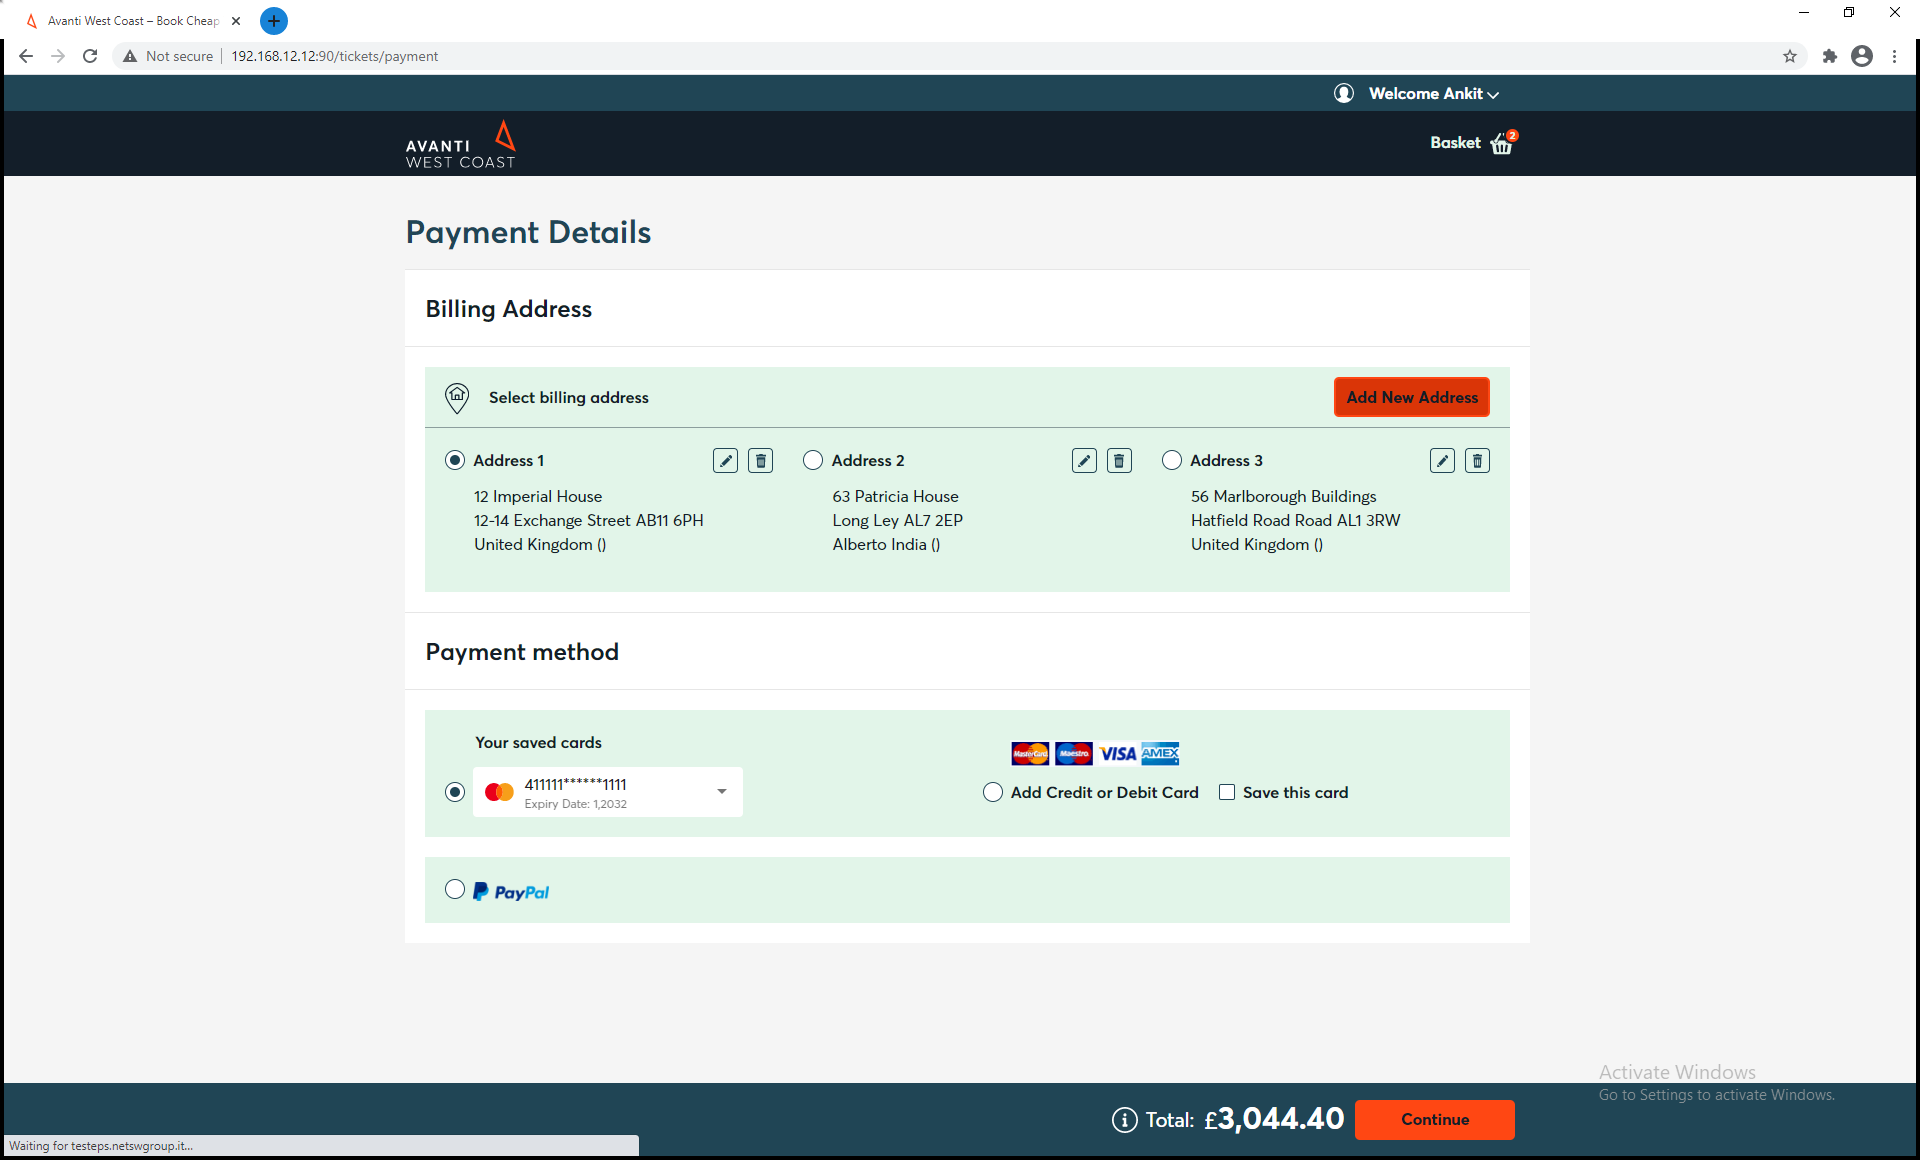 Avanti West Coast – Book Cheap
Not secure
192.168.12.12:90/tickets/payment
Welcome Ankit
AVANTI
WEST COAST
Basket
2
Payment Details
Billing Address
Select billing address
Add New Address
Address 1
12 Imperial House
12-14 Exchange Street AB11 6PH
United Kingdom ()
Address 2
63 Patricia House
Long Ley AL7 2EP
Alberto India ()
Address 3
56 Marlborough Buildings
Hatfield Road Road AL1 3RW
United Kingdom ()
Payment method
Your saved cards
411111******1111
Expiry Date: 1,2032
MasterCard
Maestro
VISA
AMEX
Add Credit or Debit Card
Save this card
PayPal
Activate Windows
Go to Settings to activate Windows.
Total: £3,044.40
Continue
Waiting for testeps.netswgroup.it...